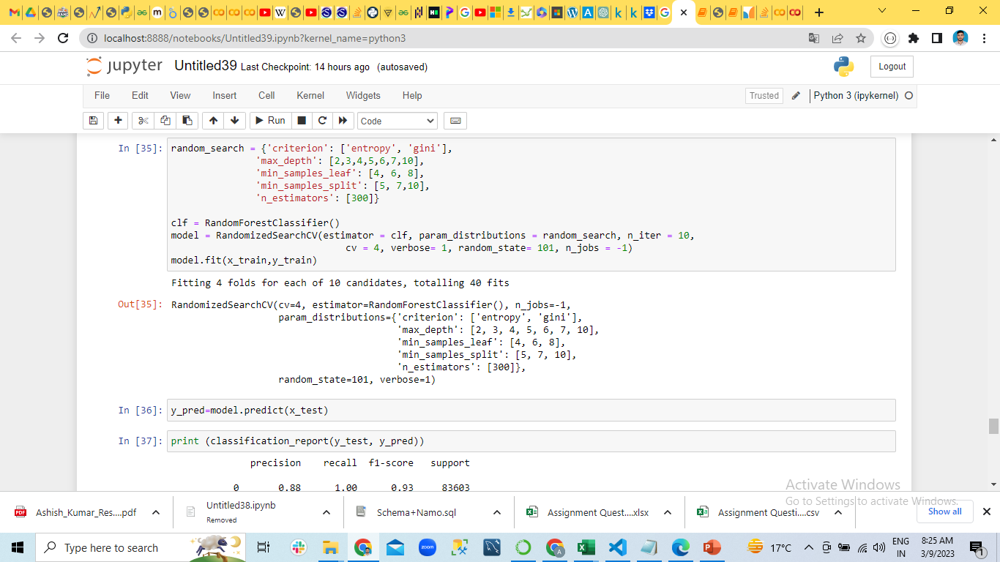 localhost:8888/notebooks/Untitled39.ipynb?kernel_name=python3
jupyter Untitled39 Last Checkpoint: 14 hours ago (autosaved)
Logout
File Edit View Insert Cell Kernel Widgets Help
Trusted Python 3 (ipykernel)
Run Code
In [35]: random_search = {'criterion': ['entropy', 'gini'],
'max_depth': [2,3,4,5,6,7,10],
'min_samples_leaf': [4, 6, 8],
'min_samples_split': [5, 7,10],
'n_estimators': [300]}
clf = RandomForestClassifier()
model = RandomizedSearchCV(estimator = clf, param_distributions = random_search, n_iter = 10,
cv = 4, verbose= 1, random_state= 101, n_jobs = -1)
model.fit(x_train,y_train)
Fitting 4 folds for each of 10 candidates, totalling 40 fits
Out[35]: RandomizedSearchCV(cv=4, estimator=RandomForestClassifier(), n_jobs=-1,
param_distributions={'criterion': ['entropy', 'gini'],
'max_depth': [2, 3, 4, 5, 6, 7, 10],
'min_samples_leaf': [4, 6, 8],
'min_samples_split': [5, 7, 10],
'n_estimators': [300]},
random_state=101, verbose=1)
In [36]: y_pred=model.predict(x_test)
In [37]: print (classification_report(y_test, y_pred))
precision recall f1-score support
0 0.88 1.00 0.93 83603
Activate Windows
Go to Settings to activate Windows.
Ashish_Kumar_Res....pdf
Untitled38.ipynb
Removed
Schema+Namo.sql
Assignment Quest....xlsx
Assignment Questi....csv
Show all
Type here to search
zoom
17°C
ENG
IN
8:25 AM
3/9/2023
1